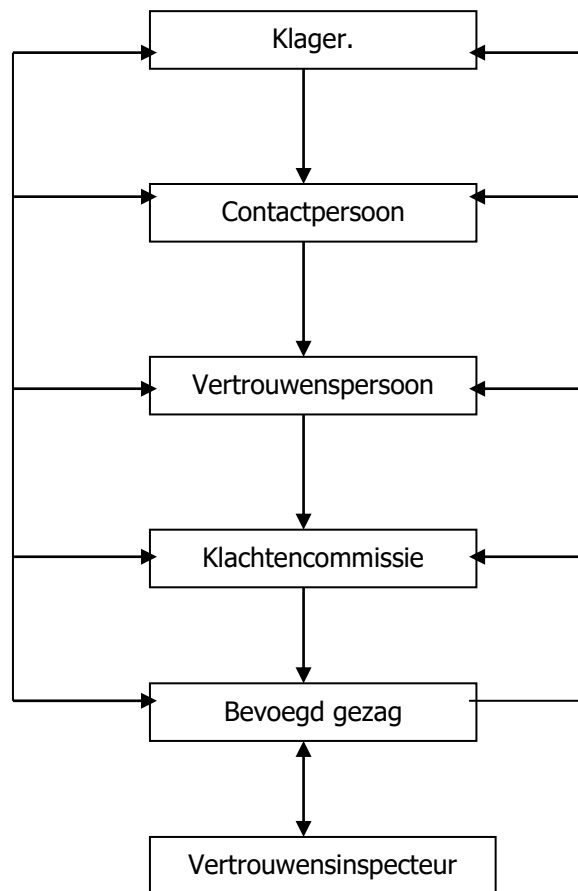 Klager.
Contactpersoon
Vertrouwenspersoon
Klachtencommissie
Bevoegd gezag
Vertrouwensinspecteur